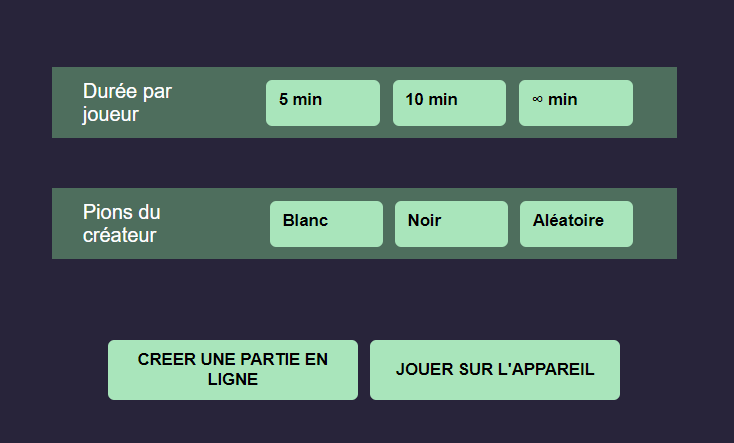 Durée par
joueur
5 min
10 min
∞ min
Pions du
créateur
Blanc
Noir
Aléatoire
CREER UNE PARTIE EN
LIGNE
JOUER SUR L'APPAREIL